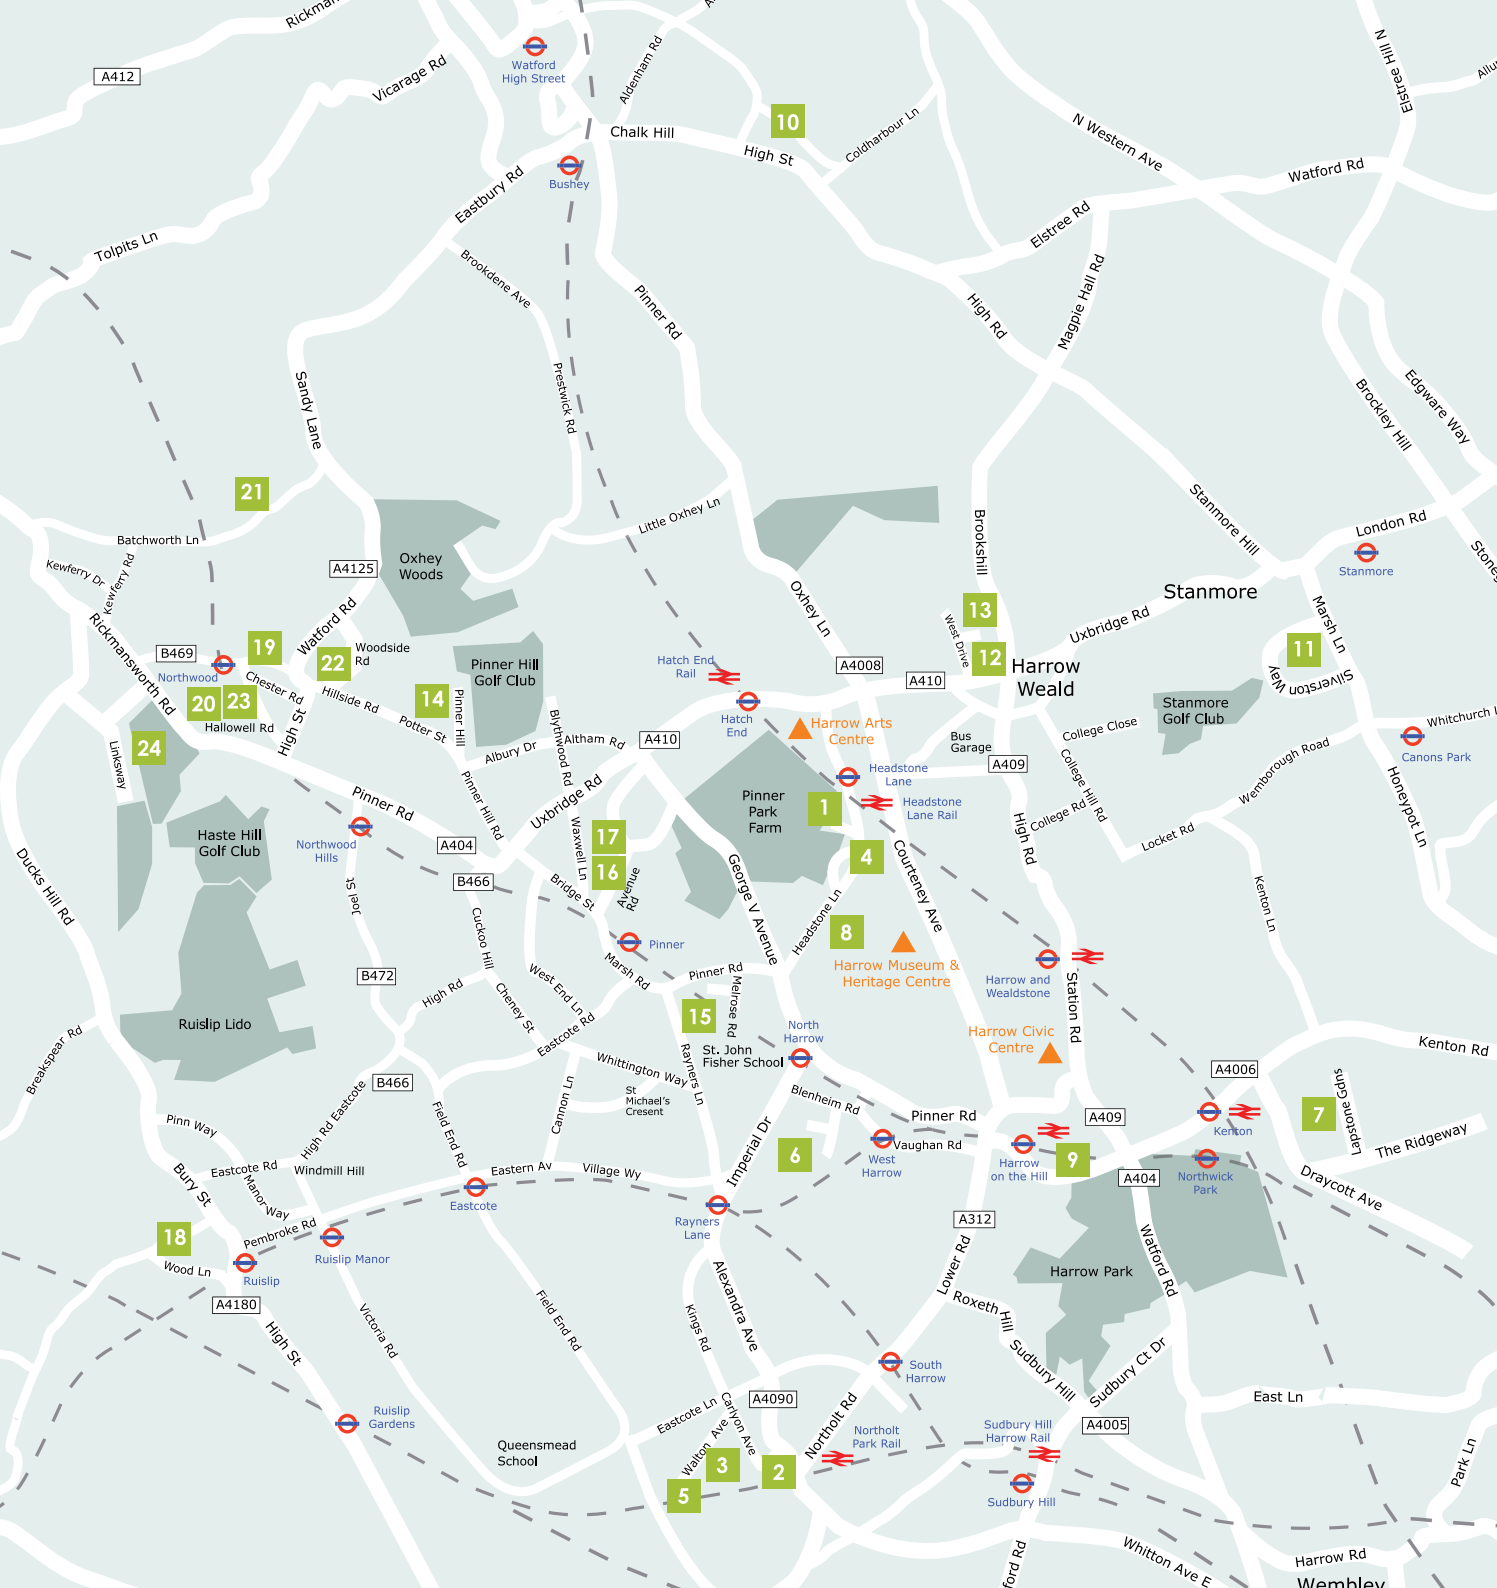 Rickman
A412
Vicarage Rd
Watford
High Street
Aldenham Rd
Chalk Hill
10
High St
Coldharbour Ln
N Western Ave
Elstree Hill N
Watford Rd
Bushey
Eastbury Rd
Tolpits Ln
Brookdene Ave
Pinner Rd
Elstree Rd
Magpie Hall Rd
High Rd
Prestwick Rd
Sandy Lane
Brockley Hill
Edgware Way
21
Batchworth Ln
Kewferry Dr
Kewferry Rd
A4125
Oxhey
Woods
Little Oxhey Ln
Brookshill
Stanmore Hill
London Rd
Stanmore
Stanmore
Oxhey Ln
13
West Drive
12
Harrow
Weald
Uxbridge Rd
Marsh Ln
11
Silverston Way
Rickmansworth Rd
B469
19
Watford Rd
Woodside
Rd
22
Northwood
Chester Rd
20
23
Hallowell Rd
High St
Hillside Rd
Potter St
14
Pinner Hill
Pinner Hill
Golf Club
Hatch End
Rail
A4008
A410
Hatch
End
Harrow Arts
Centre
Stanmore
Golf Club
Whitchurch L
Canons Park
24
Linksway
Albury Dr
Altham Rd
Blythwood Rd
A410
Bus
Garage
College Close
A409
College Hill Rd
College Rd
Wemborough Road
Headstone
Lane
Headstone
Lane Rail
Honeypot Ln
Pinner Rd
Pinner Hill Rd
Uxbridge Rd
Waxwell Ln
17
16
Avenue
Rd
Pinner
Park
Farm
1
4
High Rd
Locket Rd
Haste Hill
Golf Club
Northwood
Hills
A404
B466
Bridge St
George V Avenue
Courteney Ave
Headstone Ln
8
Kenton Ln
Ducks Hill Rd
Joel St
Cuckoo Hill
Pinner
Marsh Rd
Pinner Rd
Harrow Museum &
Heritage Centre
Harrow and
Wealdstone
Station Rd
B472
High Rd
Cheney St
West End Ln
Eastcote Rd
15
Melrose Rd
Ruislip Lido
St. John
Fisher School
North
Harrow
Harrow Civic
Centre
Kenton Rd
Breakspear Rd
Whittington Way
Rayners Ln
B466
St
Michael's
Cresent
Cannon Ln
Blenheim Rd
A4006
Lapstone Gdns
7
Kenton
Pinner Rd
A409
Pinn Way
High Rd Eastcote
Field End Rd
Vaughan Rd
West
Harrow
6
Imperial Dr
Harrow
on the Hill
9
A404
Northwick
Park
The Ridgeway
Draycott Ave
Bury St
Eastcote Rd
Windmill Hill
Manor Way
Eastern Av
Village Wy
Eastcote
Rayners
Lane
A312
Lower Rd
Watford Rd
18
Pembroke Rd
Ruislip Manor
Wood Ln
Ruislip
A4180
Harrow Park
Alexandra Ave
Roxeth
Hill
Kings Rd
High St
Victoria Rd
Field End Rd
Sudbury Hill
Sudbury Ct Dr
South
Harrow
East Ln
A4090
A4005
Northolt Rd
Ruislip
Gardens
Eastcote Ln
Carlyon Ave
Walton Ave
Northolt
Park Rail
Sudbury Hill
Harrow Rail
Queensmead
School
3
2
5
Sudbury Hill
Park Ln
ford Rd
Whitton Ave E
Harrow Rd
Wembley